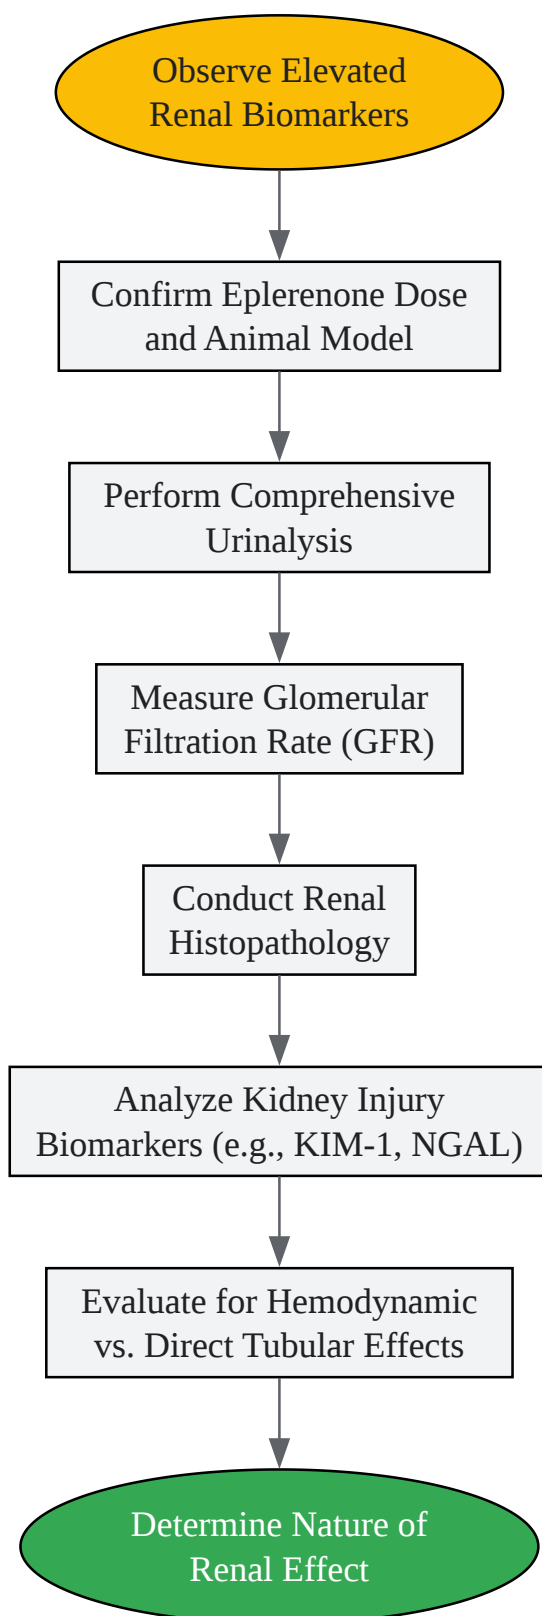 Observe Elevated
Renal Biomarkers
Confirm Eplerenone Dose
and Animal Model
Perform Comprehensive
Urinalysis
Measure Glomerular
Filtration Rate (GFR)
Conduct Renal
Histopathology
Analyze Kidney Injury
Biomarkers (e.g., KIM-1, NGAL)
Evaluate for Hemodynamic
vs. Direct Tubular Effects
Determine Nature of
Renal Effect